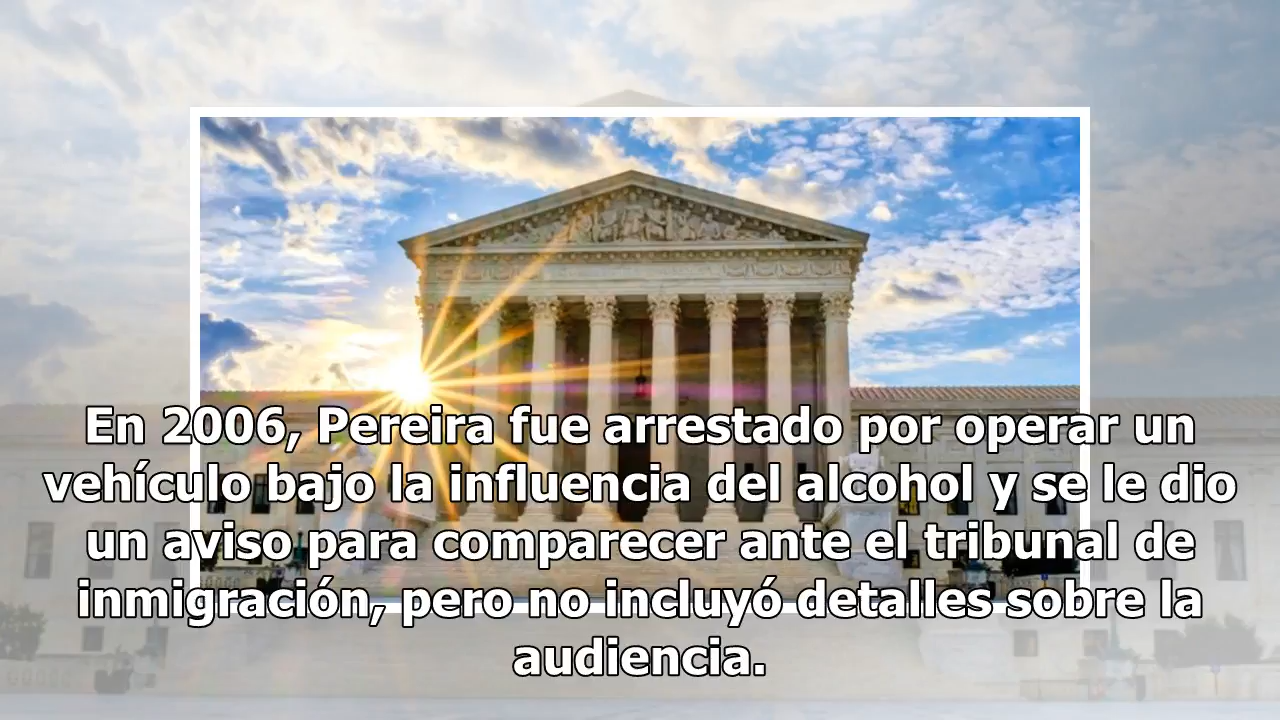 En 2006, Pereira fue arrestado por operar un
vehículo bajo la influencia del alcohol y se le dio
un aviso para comparecer ante el tribunal de
inmigración, pero no incluyó detalles sobre la
audiencia.